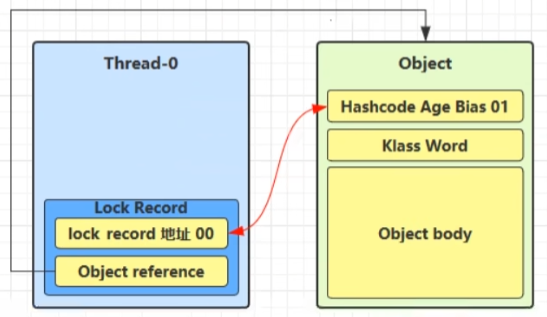 Thread-0
Lock Record
lock record 地址 00
Object reference
Object
Hashcode Age Bias 01
Klass Word
Object body